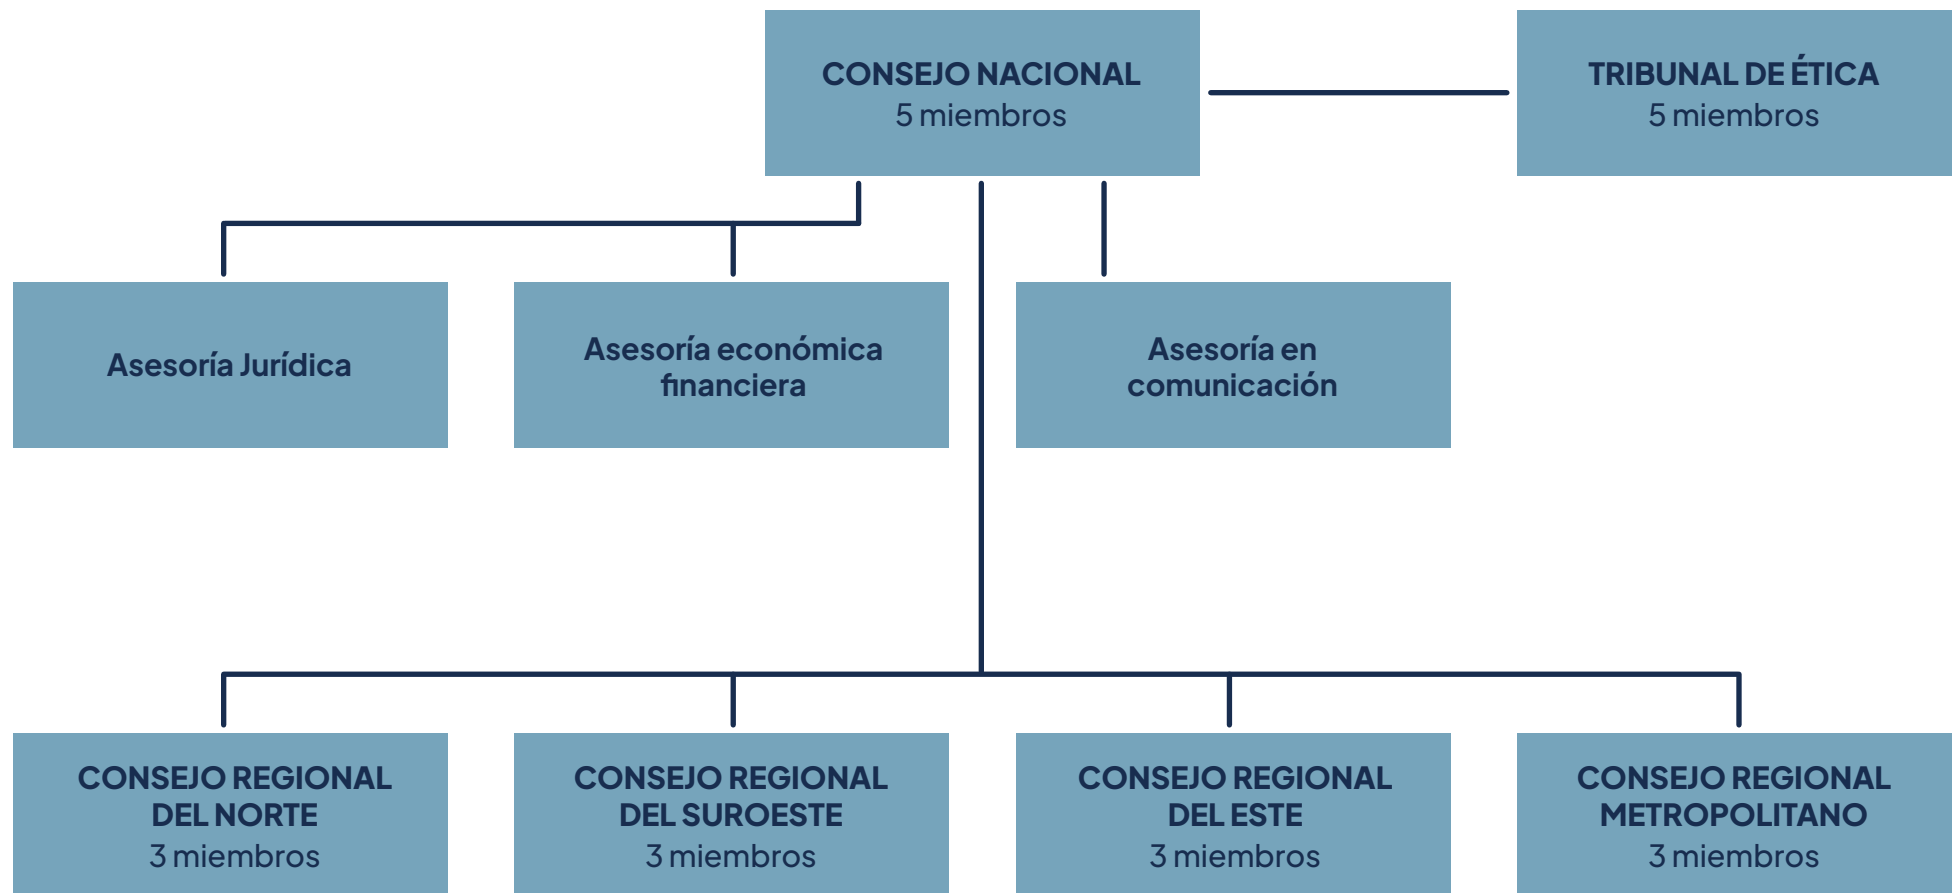 CONSEJO NACIONAL
5 miembros
TRIBUNAL DE ÉTICA
5 miembros
Asesoría Jurídica
Asesoría económica
financiera
Asesoría en
comunicación
CONSEJO REGIONAL
DEL NORTE
3 miembros
CONSEJO REGIONAL
DEL SUROESTE
3 miembros
CONSEJO REGIONAL
DEL ESTE
3 miembros
CONSEJO REGIONAL
METROPOLITANO
3 miembros